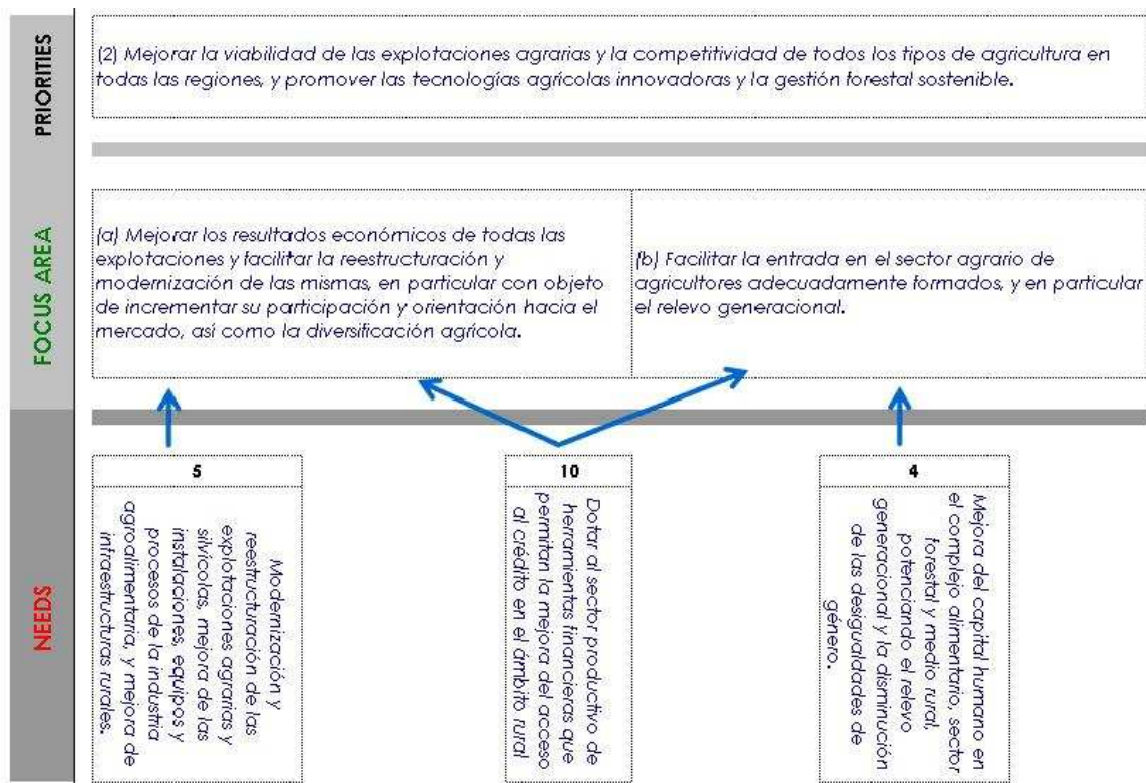 PRIORITIES
(2) Mejorar la viabilidad de las explotaciones agrarias y la competitividad de todos los tipos de agricultura en
todas las regiones, y promover las tecnologías agrícolas innovadoras y la gestión forestal sostenible.
FOCUS AREA
(a) Mejorar los resultados económicos de todas las
explotaciones y facilitar la reestructuración y
modernización de las mismas, en particular con objeto
de incrementar su participación y orientación hacia el
mercado, así como la diversificación agrícola.
(b) Facilitar la entrada en el sector agrario de
agricultores adecuadamente formados, y en particular
el relevo generacional.
NEEDS
5
Modernización y
reestructuración de las
explotaciones agrarias y
silvícolas, mejora de las
instalaciones, equipos y
procesos de la industria
agroalimentaria, y mejora de
infraestructuras rurales.
10
Dotar al sector productivo de
herramientas financieras que
permitan la mejora del acceso
al crédito en el ámbito rural
4
Mejora del capital humano en
el complejo alimentario, sector
forestal y medio rural,
potenciando el relevo
generacional y la disminución
de las desigualdades de
género.